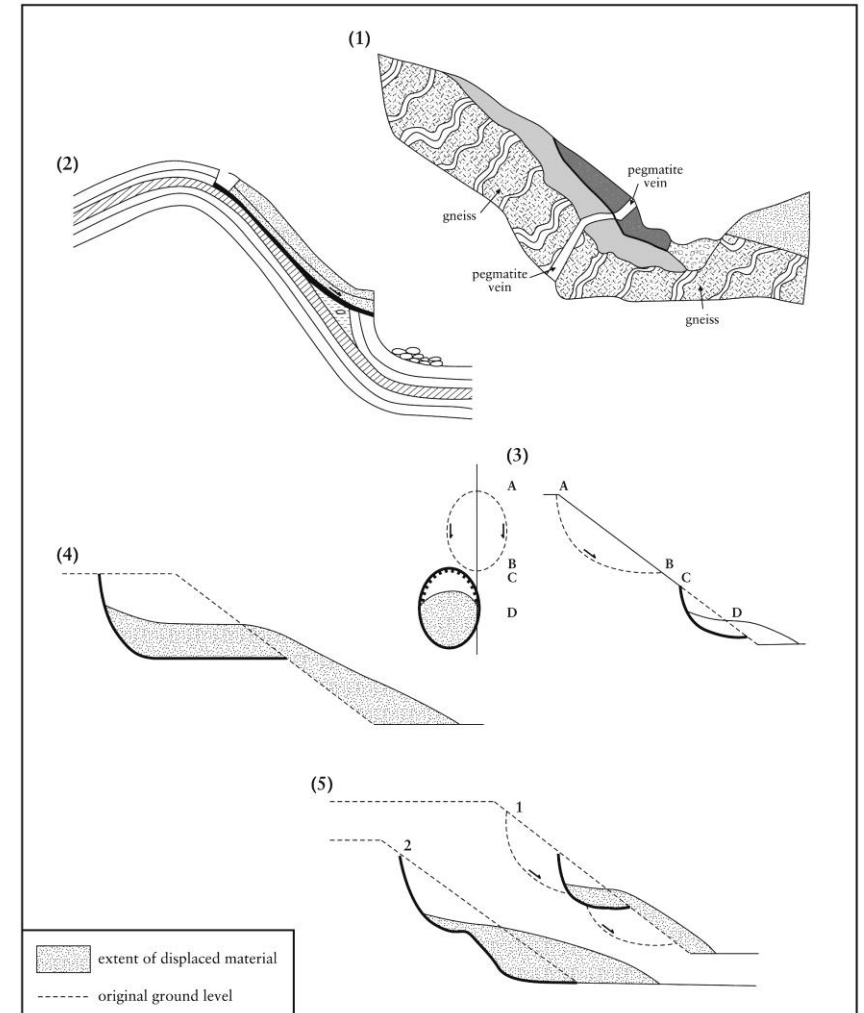 (1)
(2)
pegmatite
vein
gneiss
pegmatite
vein
gneiss
(3)
A
A
B
C
D
B
C
D
(4)
(5)
1
2
extent of displaced material
original ground level